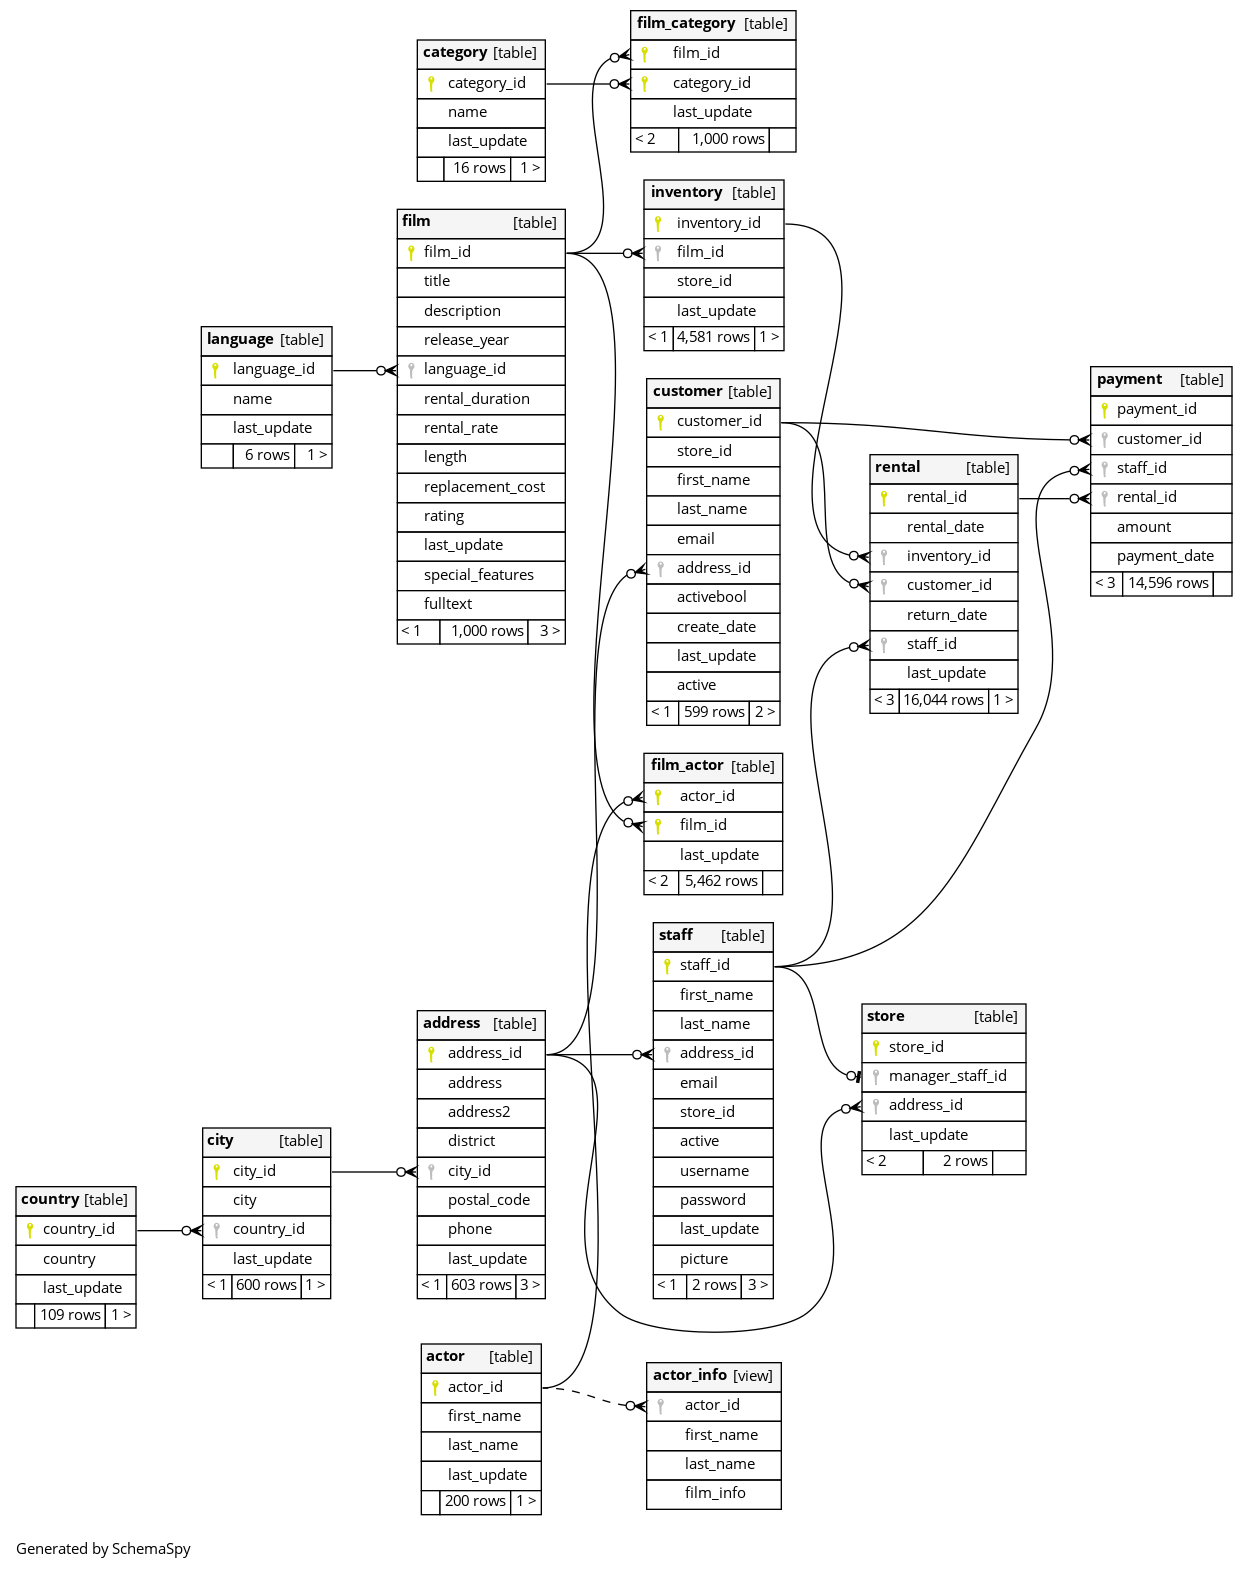 film_category [table]
film_id
category_id
last_update
< 2 1,000 rows
category [table]
category_id
name
last_update
16 rows 1 >
inventory [table]
inventory_id
film_id
store_id
last_update
< 1 4,581 rows 1 >
film [table]
film_id
title
description
release_year
language_id
rental_duration
rental_rate
length
replacement_cost
rating
last_update
special_features
fulltext
< 1 1,000 rows 3 >
language [table]
language_id
name
last_update
6 rows 1 >
customer [table]
customer_id
store_id
first_name
last_name
email
address_id
activebool
create_date
last_update
active
< 1 599 rows 2 >
payment [table]
payment_id
customer_id
staff_id
rental_id
amount
payment_date
< 3 14,596 rows
rental [table]
rental_id
rental_date
inventory_id
customer_id
return_date
staff_id
last_update
< 3 16,044 rows 1 >
film_actor [table]
actor_id
film_id
last_update
< 2 5,462 rows
staff [table]
staff_id
first_name
last_name
address_id
email
store_id
active
username
password
last_update
picture
< 1 2 rows 3 >
store [table]
store_id
manager_staff_id
address_id
last_update
< 2 2 rows
address [table]
address_id
address
address2
district
city_id
postal_code
phone
last_update
< 1 603 rows 3 >
city [table]
city_id
city
country_id
last_update
< 1 600 rows 1 >
country [table]
country_id
country
last_update
109 rows 1 >
actor [table]
actor_id
first_name
last_name
last_update
200 rows 1 >
actor_info [view]
actor_id
first_name
last_name
film_info
Generated by SchemaSpy